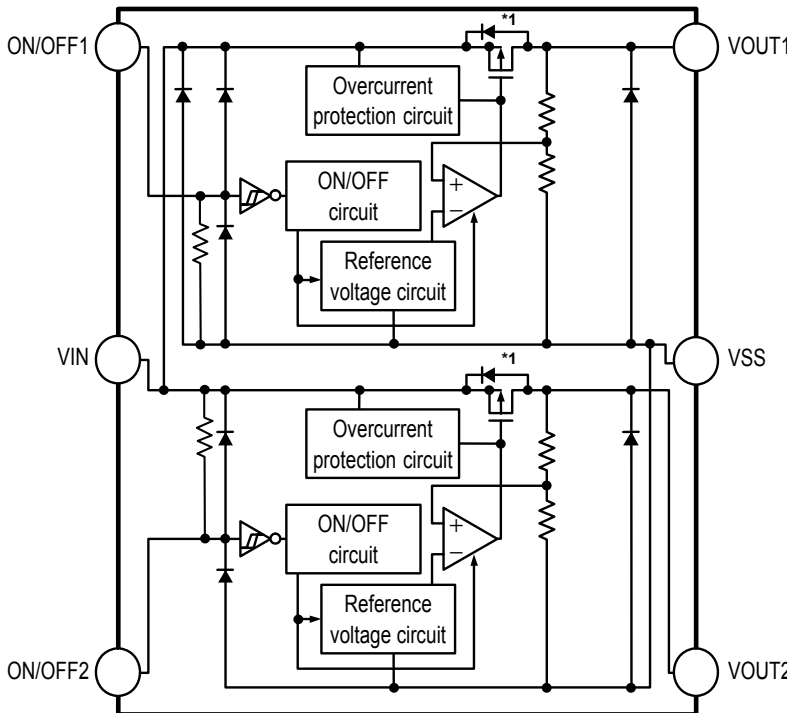 ON/OFF1
*1
VOUT1
Overcurrent
protection circuit
ON/OFF
circuit
+
−
Reference
voltage circuit
VIN
VSS
*1
Overcurrent
protection circuit
ON/OFF
circuit
+
−
Reference
voltage circuit
ON/OFF2
VOUT2